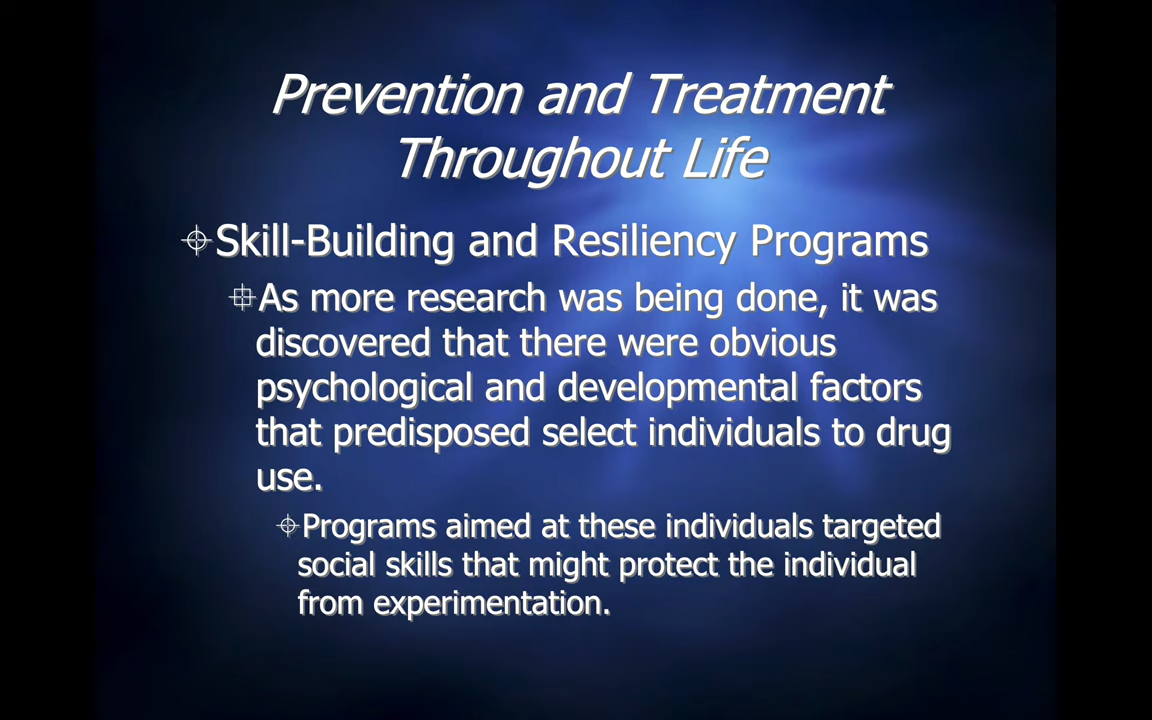 Prevention and Treatment
Throughout Life
Skill-Building and Resiliency Programs
As more research was being done, it was
discovered that there were obvious
psychological and developmental factors
that predisposed select individuals to drug
use.
Programs aimed at these individuals targeted
social skills that might protect the individual
from experimentation.